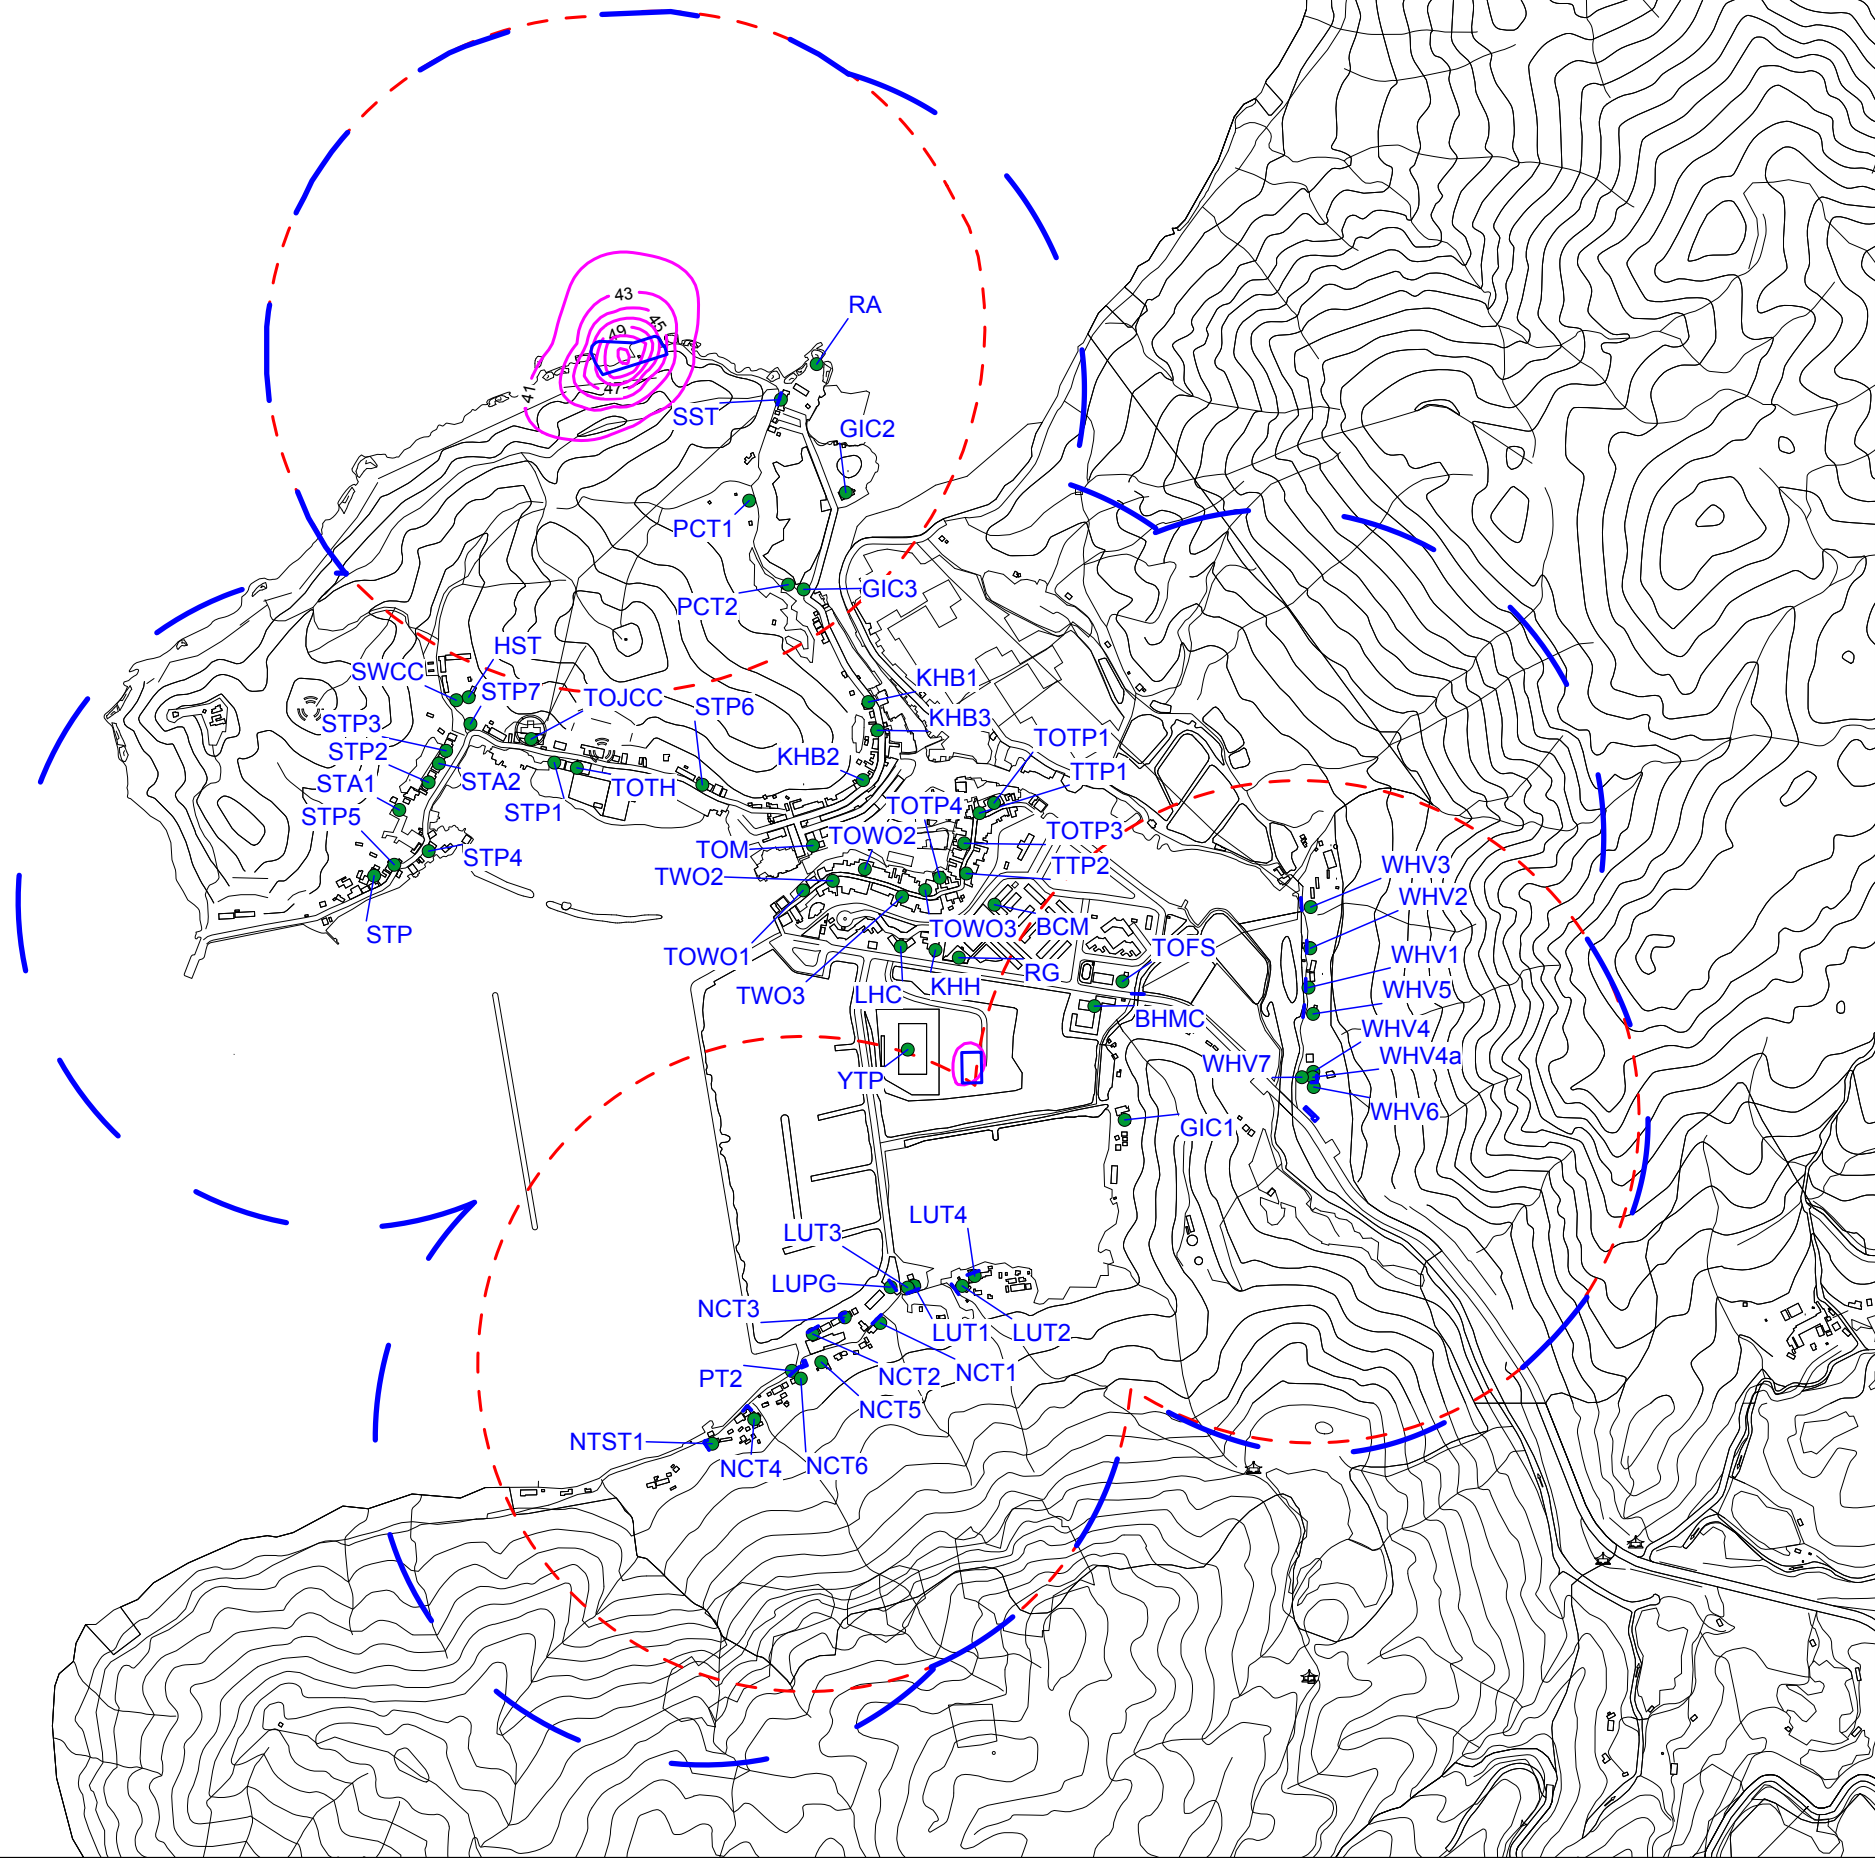 43
45
49
47
41
RA
SST
GIC2
PCT1
PCT2
GIC3
HST
SWCC
STP7
TOJCC
STP6
KHB1
KHB3
STP3
STP2
STA1
STP5
STA2
STP1
TOTH
KHB2
TOTP1
TTP1
TOTP4
TOTP3
TOWO2
TOM
TWO2
TTP2
STP4
STP
TOWO1
TWO3
LHC
KHH
TOWO3
BCM
RG
TOFS
BHMC
WHV3
WHV2
WHV1
WHV5
WHV4
WHV4a
WHV7
WHV6
YTP
GIC1
LUT4
LUT3
LUPG
NCT3
LUT1
LUT2
NCT1
NCT2
PT2
NCT5
NTST1
NCT4
NCT6